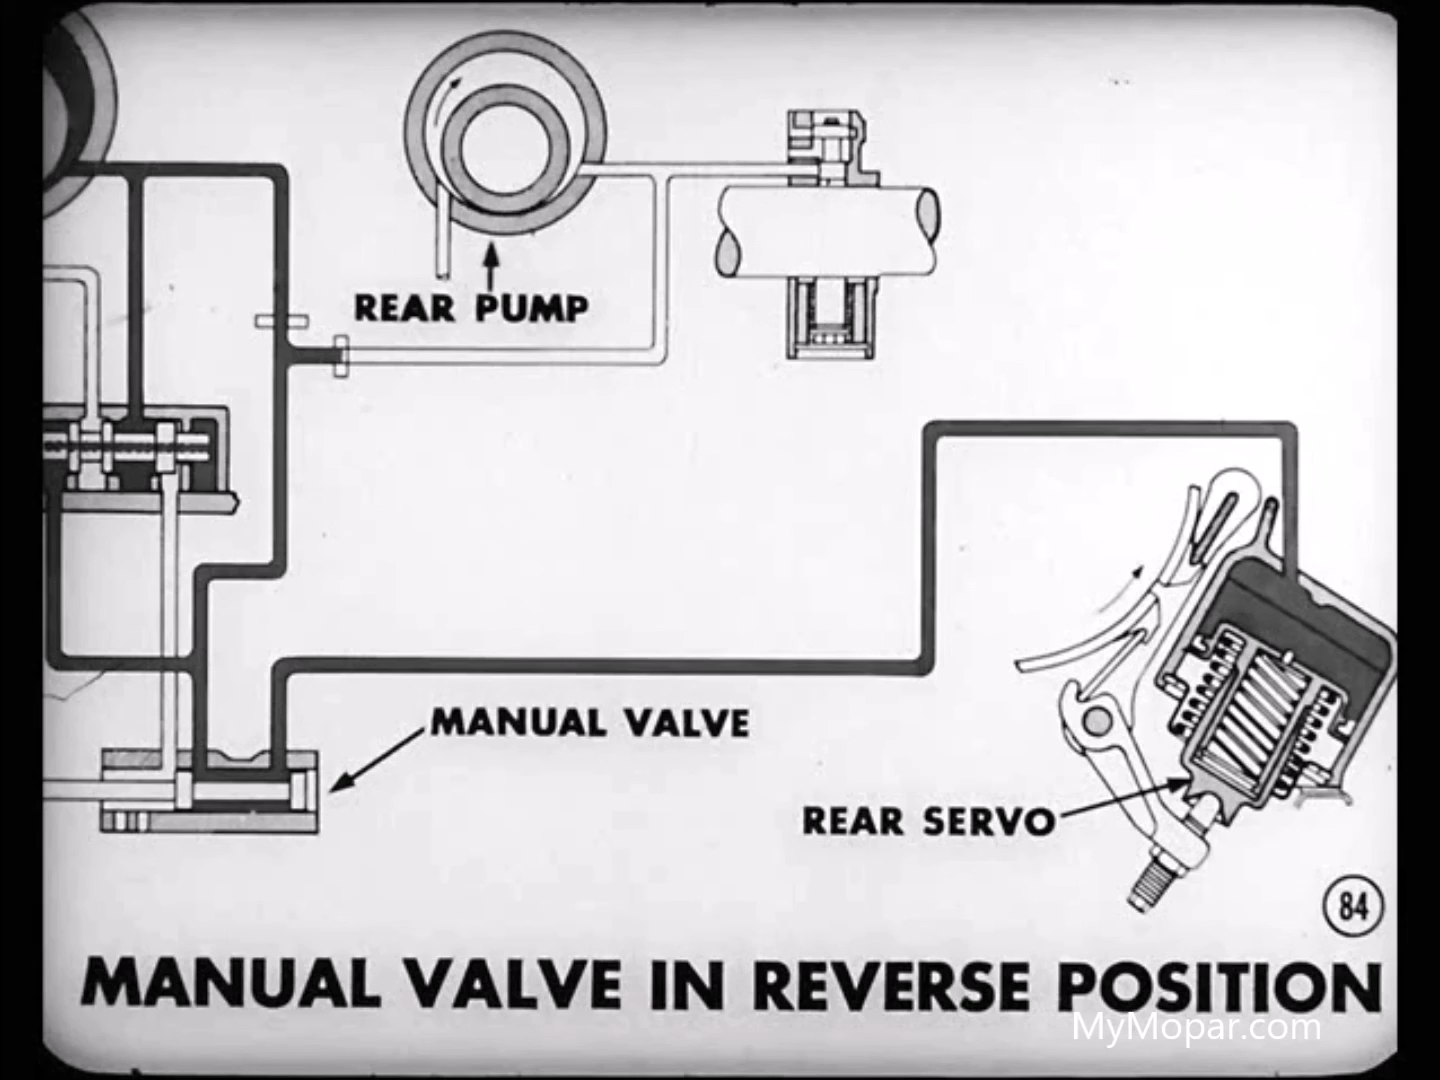 REAR PUMP
MANUAL VALVE
REAR SERVO
84
MANUAL VALVE IN REVERSE POSITION
MyMopar.com